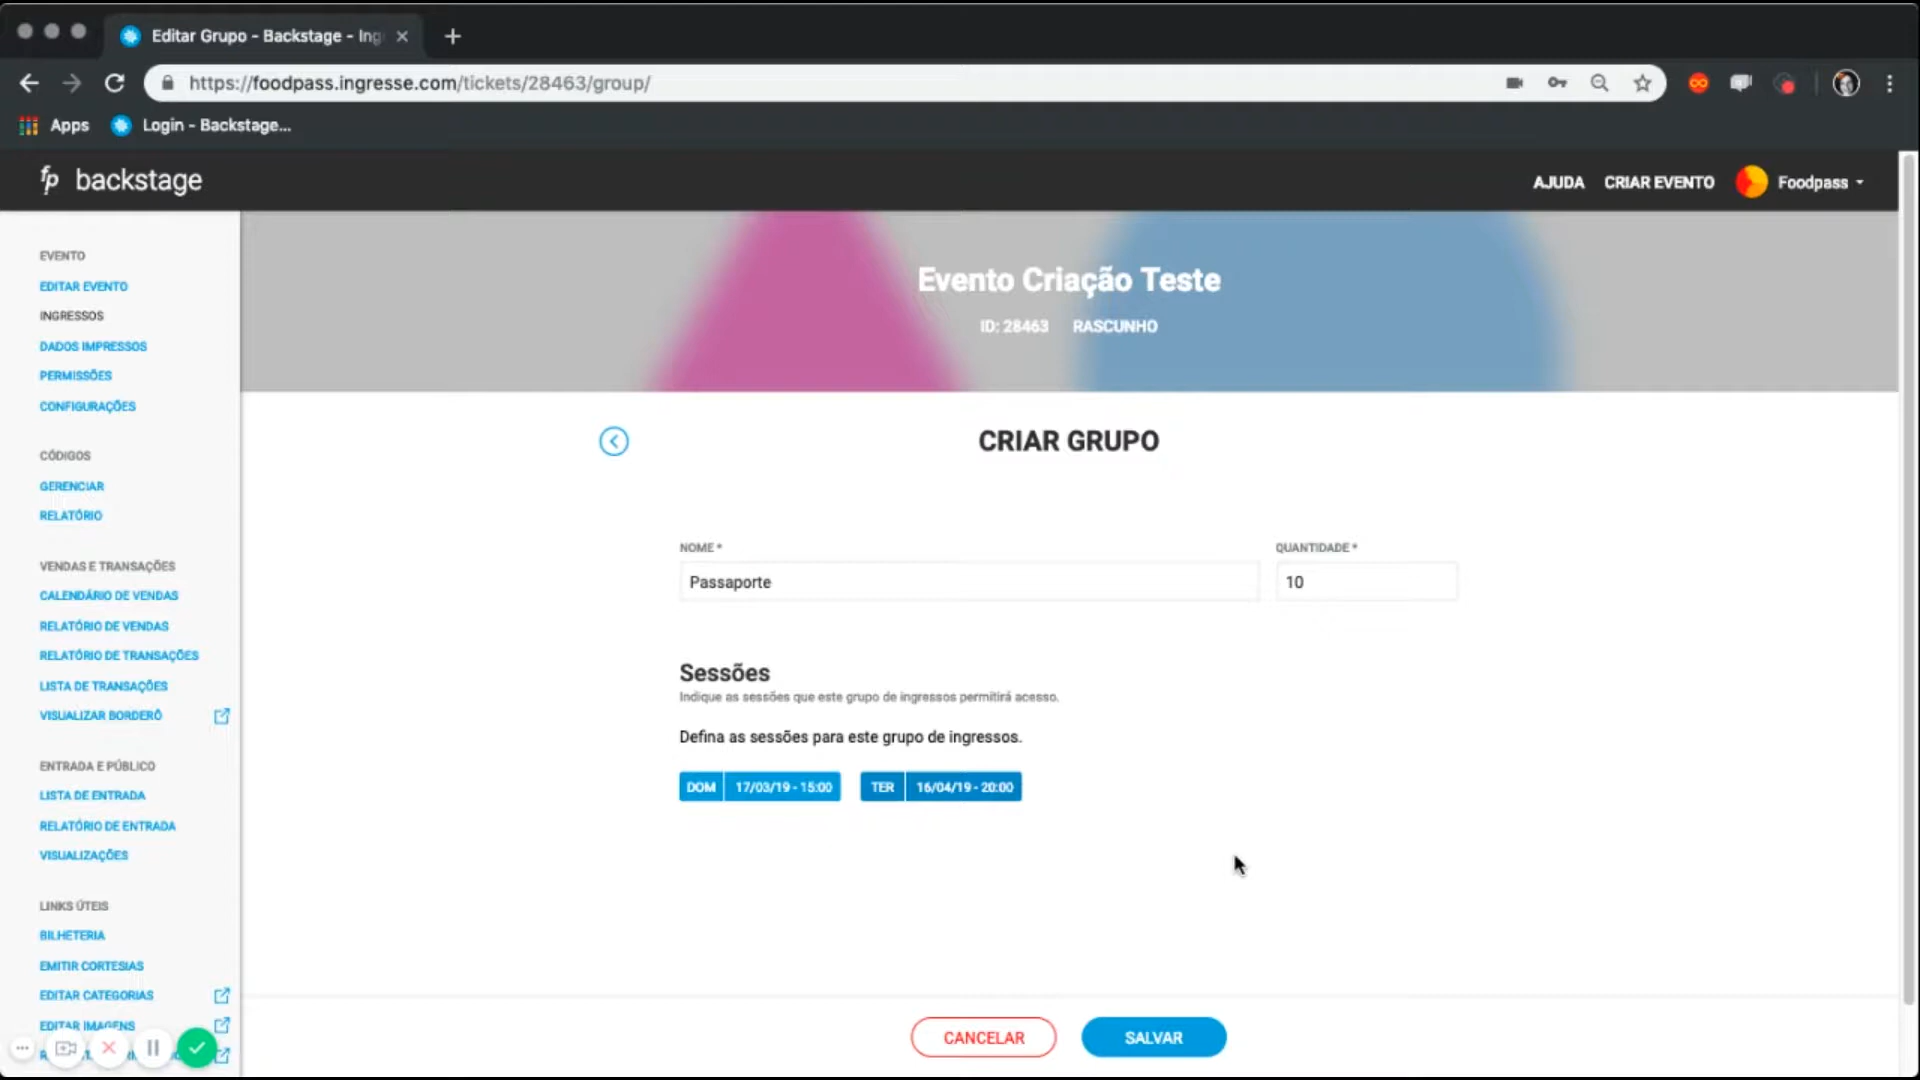 Editar Grupo - Backstage - Ing
https://foodpass.ingresse.com/tickets/28463/group/
Apps
Login - Backstage...
fp backstage
AJUDA
CRIAR EVENTO
Foodpass
EVENTO
EDITAR EVENTO
INGRESSOS
DADOS IMPRESSOS
PERMISSÕES
CONFIGURAÇÕES
CÓDIGOS
GERENCIAR
RELATÓRIO
VENDAS E TRANSAÇÕES
CALENDÁRIO DE VENDAS
RELATÓRIO DE VENDAS
RELATÓRIO DE TRANSAÇÕES
LISTA DE TRANSAÇÕES
VISUALIZAR BORDERÔ
ENTRADA E PÚBLICO
LISTA DE ENTRADA
RELATÓRIO DE ENTRADA
VISUALIZAÇÕES
LINKS ÚTEIS
BILHETERIA
EMITIR CORTESIAS
EDITAR CATEGORIAS
EDITAR IMAGENS
Evento Criação Teste
ID: 28463 RASCUNHO
CRIAR GRUPO
NOME * QUANTIDADE *
Passaporte 10
Sessões
Indique as sessões que este grupo de ingressos permitirá acesso.
Defina as sessões para este grupo de ingressos.
DOM 17/03/19 - 15:00 TER 16/04/19 - 20:00
CANCELAR SALVAR